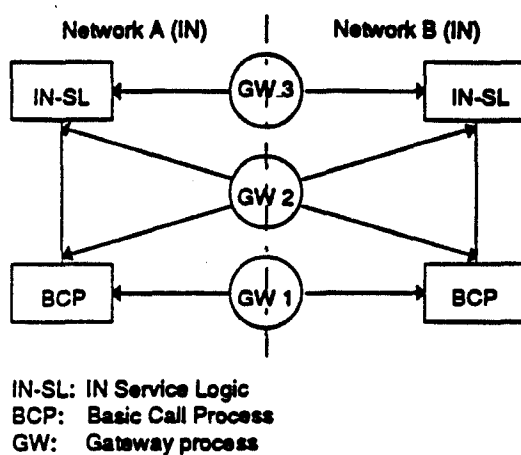 Network A (IN) Network B (IN)
IN-SL GW 3 IN-SL
GW 2
BCP GW 1 BCP
IN-SL: IN Service Logic
BCP: Basic Call Process
GW: Gateway process